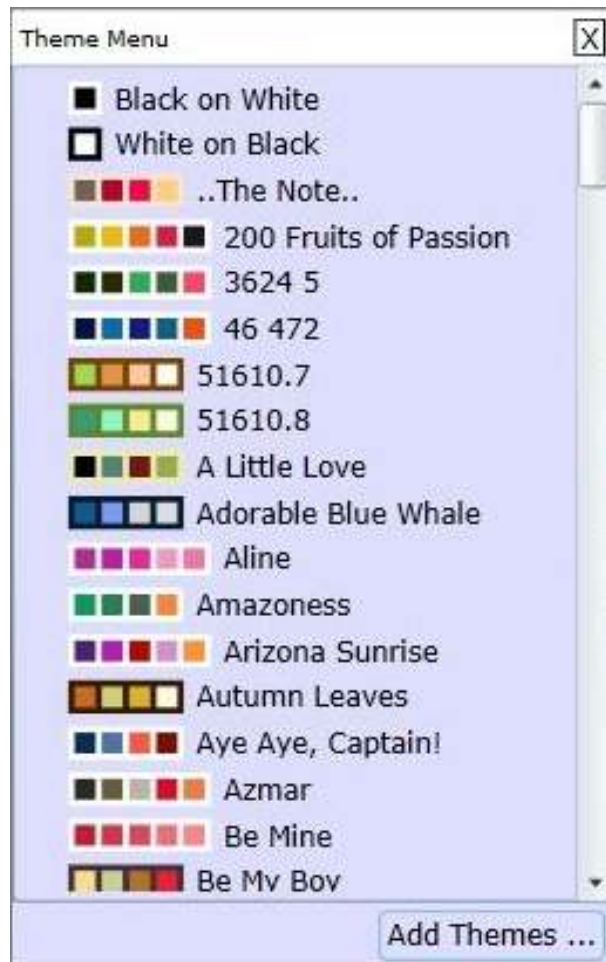 Theme Menu X
Black on White
White on Black
..The Note..
200 Fruits of Passion
3624 5
46 472
51610.7
51610.8
A Little Love
Adorable Blue Whale
Aline
Amazoness
Arizona Sunrise
Autumn Leaves
Aye Aye, Captain!
Azmar
Be Mine
Be My Boy
Add Themes ...